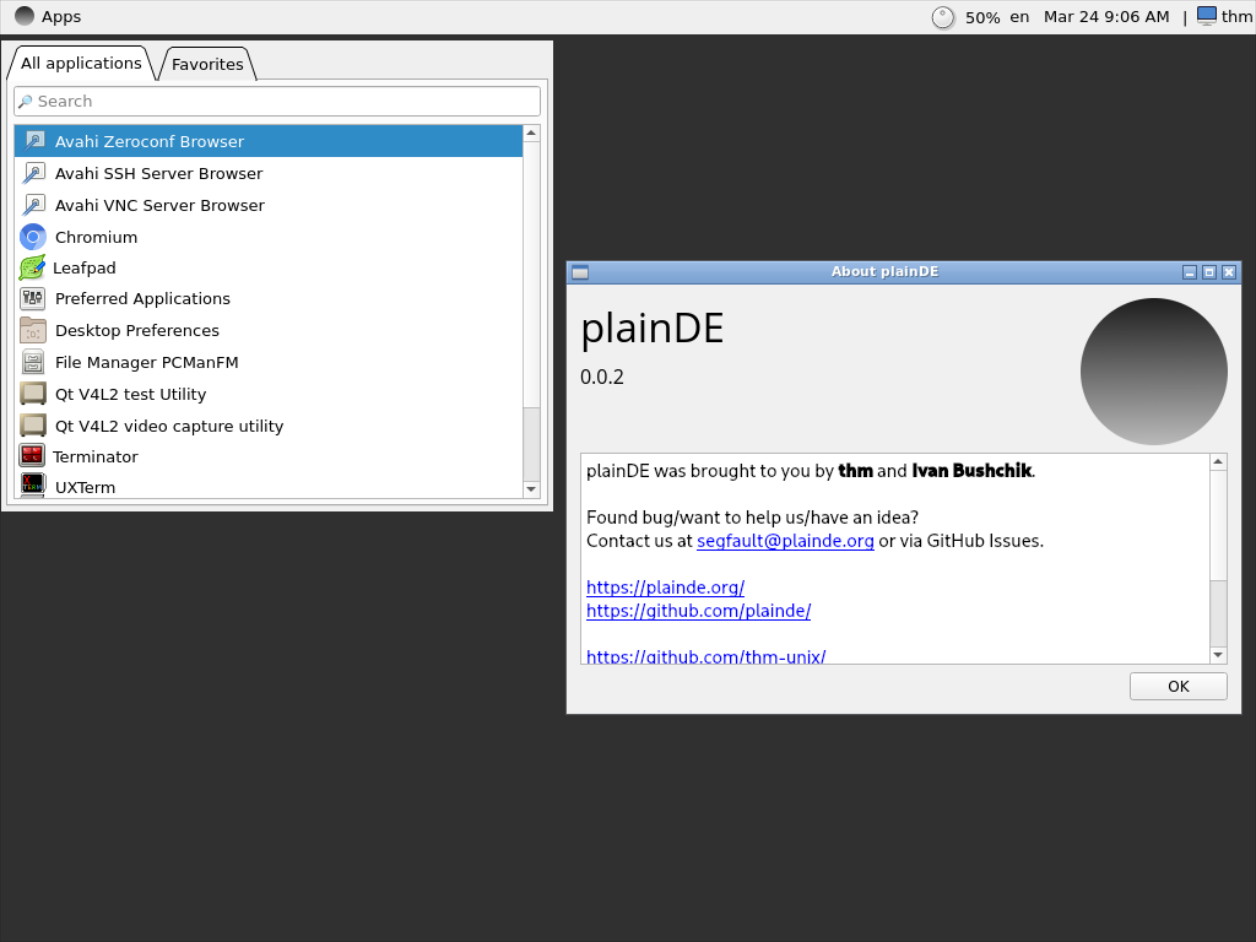 Apps
50% en Mar 24 9:06 AM | thm
All applications
Favorites
Search
Avahi Zeroconf Browser
Avahi SSH Server Browser
Avahi VNC Server Browser
Chromium
Leafpad
Preferred Applications
Desktop Preferences
File Manager PCManFM
Qt V4L2 test Utility
Qt V4L2 video capture utility
Terminator
UXTerm
About plainDE
plainDE
0.0.2
plainDE was brought to you by thm and Ivan Bushchik.
Found bug/want to help us/have an idea?
Contact us at segfault@plainde.org or via GitHub Issues.
https://plainde.org/
https://github.com/plainde/
https://github.com/thm-unix/
OK